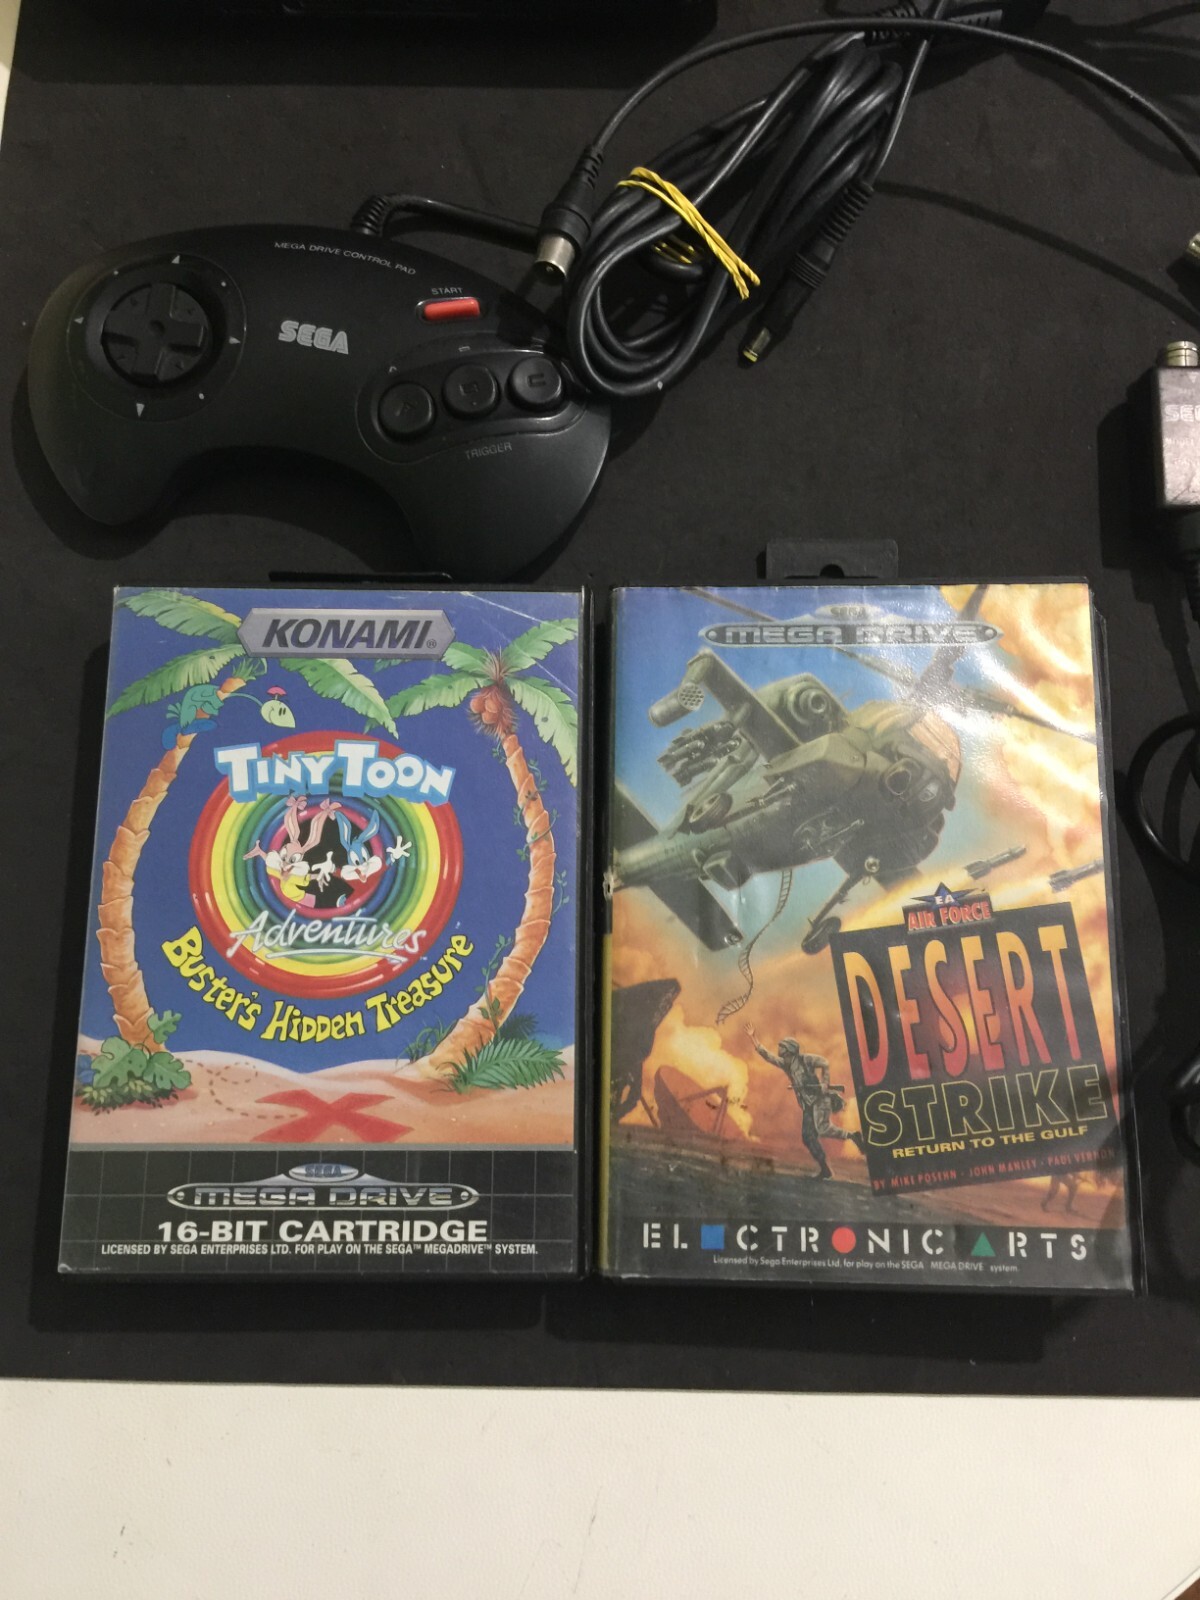 MEGA DRIVE CONTROL PAD
START
SEGA
A
B
C
TRIGGER
SEGA
KONAMI®
TINY TOON
Adventures™
Buster's Hidden Treasure
SEGA
MEGA DRIVE
16-BIT CARTRIDGE
LICENSED BY SEGA ENTERPRISES LTD. FOR PLAY ON THE SEGA™ MEGADRIVE™ SYSTEM.
SEGA
MEGA DRIVE
EA
AIR FORCE
DESERT
STRIKE
RETURN TO THE GULF
BY MIKE POSEHN · JOHN MANLEY · PAUL VERNON
ELECTRONIC ARTS
Licensed by Sega Enterprises Ltd. for play on the SEGA MEGA DRIVE system.